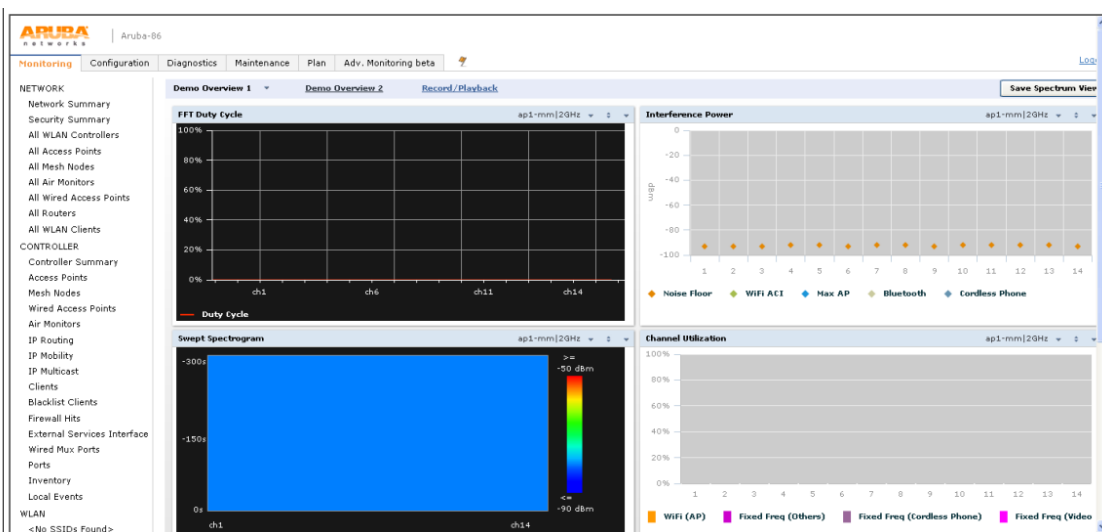 ARUBA
networks
Aruba-86
Monitoring Configuration Diagnostics Maintenance Plan Adv. Monitoring beta
NETWORK
Network Summary
Security Summary
All WLAN Controllers
All Access Points
All Mesh Nodes
All Air Monitors
All Wired Access Points
All Routers
All WLAN Clients
CONTROLLER
Controller Summary
Access Points
Mesh Nodes
Wired Access Points
Air Monitors
IP Routing
IP Mobility
IP Multicast
Clients
Blacklist Clients
Firewall Hits
External Services Interface
Wired Mux Ports
Ports
Inventory
Local Events
WLAN
<No SSIDs Found>
Demo Overview 1 Demo Overview 2 Record/Playback Save Spectrum View
FFT Duty Cycle ap1-mm|2GHz
100%
80%
60%
40%
20%
0%
ch1 ch6 ch11 ch14
Duty Cycle
Interference Power ap1-mm|2GHz
0
-20
-40
-60
-80
-100
dBm
1 2 3 4 5 6 7 8 9 10 11 12 13 14
Noise Floor WiFi ACI Max AP Bluetooth Cordless Phone
Swept Spectrogram ap1-mm|2GHz
-300s
-150s
0s
ch1 ch14
>=
-50 dBm
<=
-90 dBm
Channel Utilization ap1-mm|2GHz
100%
80%
60%
40%
20%
0%
1 2 3 4 5 6 7 8 9 10 11 12 13 14
WiFi (AP) Fixed Freq (Others) Fixed Freq (Cordless Phone) Fixed Freq (Video